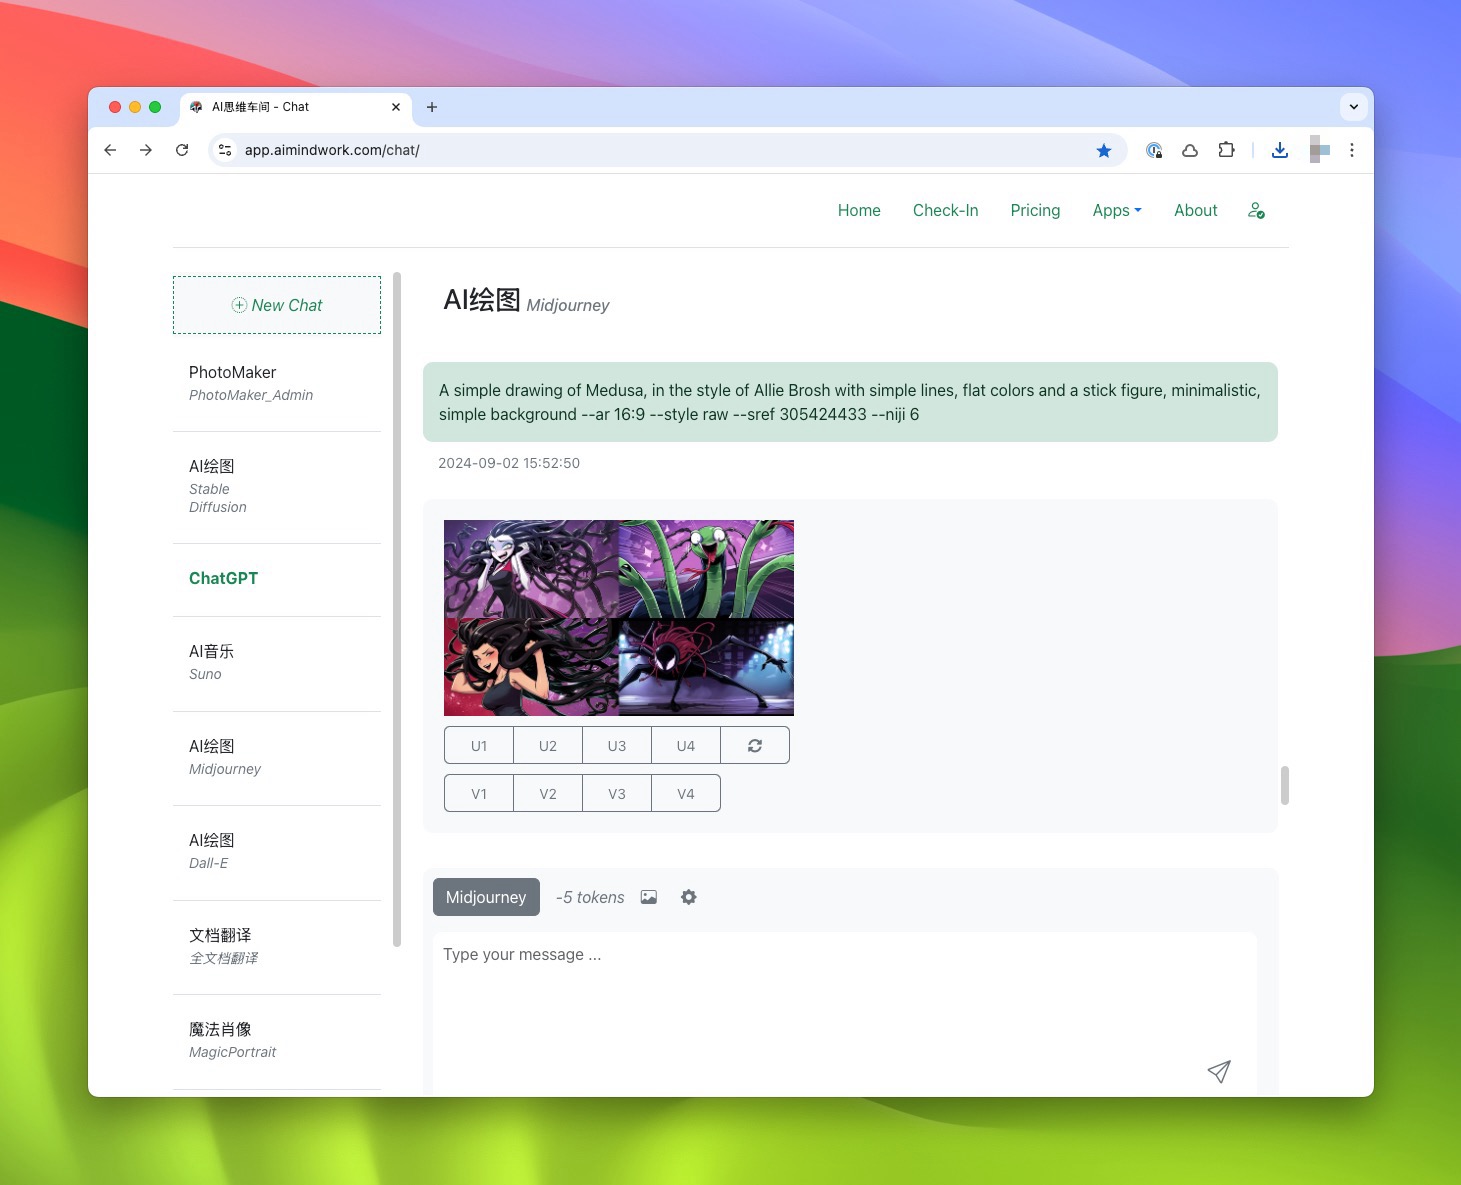 AI思维车间 - Chat
app.aimindwork.com/chat/
Home
Check-In
Pricing
Apps
About
New Chat
PhotoMaker
PhotoMaker_Admin
AI绘图
Stable
Diffusion
ChatGPT
AI音乐
Suno
AI绘图
Midjourney
AI绘图
Dall-E
文档翻译
全文档翻译
魔法肖像
MagicPortrait
AI绘图 Midjourney
A simple drawing of Medusa, in the style of Allie Brosh with simple lines, flat colors and a stick figure, minimalistic,
simple background --ar 16:9 --style raw --sref 305424433 --niji 6
2024-09-02 15:52:50
U1
U2
U3
U4
V1
V2
V3
V4
Midjourney
-5 tokens
Type your message ...